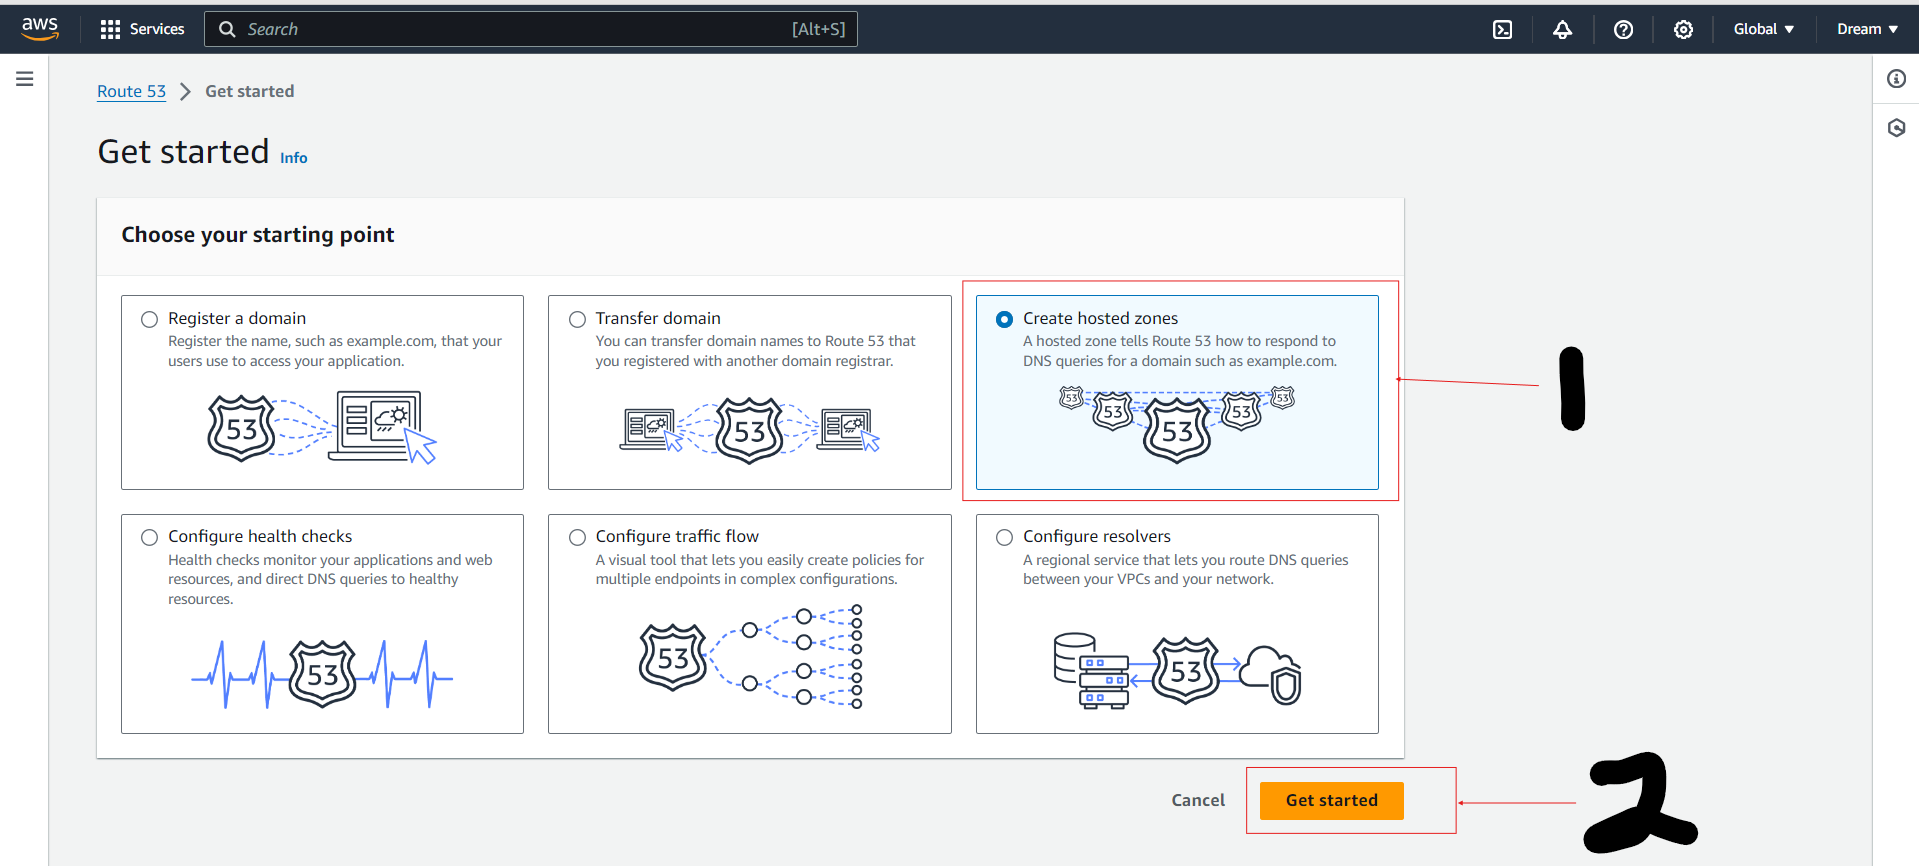 aws Services Search [Alt+S] Global Dream
Route 53 Get started
Get started Info
Choose your starting point
Register a domain
Register the name, such as example.com, that your
users use to access your application.
53
Transfer domain
You can transfer domain names to Route 53 that
you registered with another domain registrar.
53
Create hosted zones
A hosted zone tells Route 53 how to respond to
DNS queries for a domain such as example.com.
53 53 53 53 53
1
Configure health checks
Health checks monitor your applications and web
resources, and direct DNS queries to healthy
resources.
53
Configure traffic flow
A visual tool that lets you easily create policies for
multiple endpoints in complex configurations.
53
Configure resolvers
A regional service that lets you route DNS queries
between your VPCs and your network.
53
Cancel Get started
2